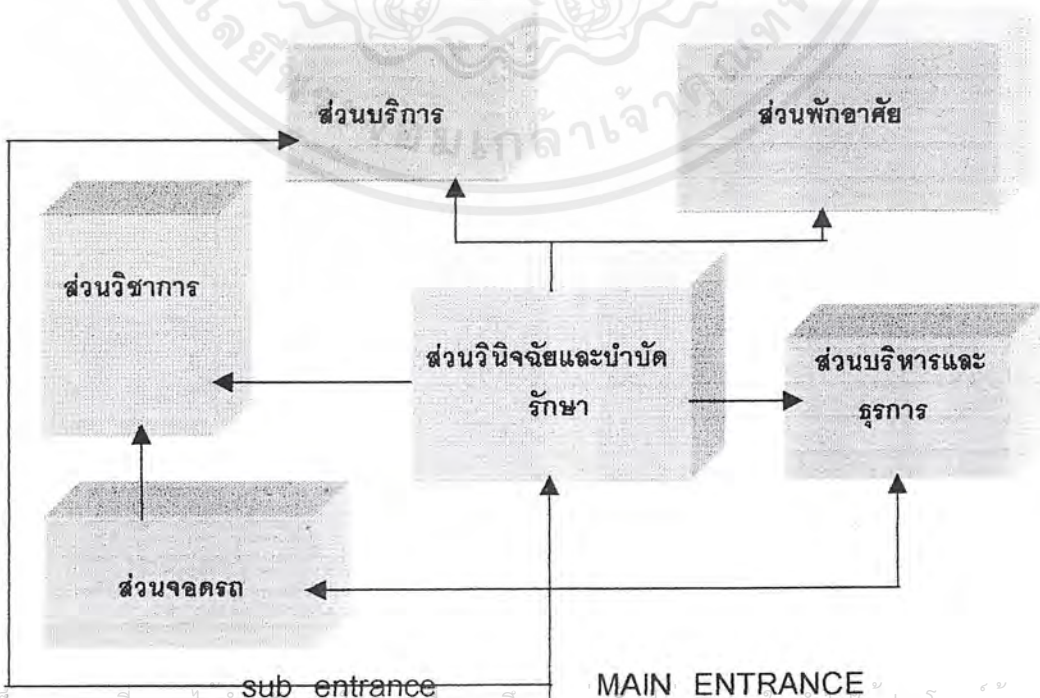 ส่วนบริการ
ส่วนพักอาศัย
ส่วนวิชาการ
ส่วนวินิจฉัยและบำบัด
รักษา
ส่วนบริหารและ
ธุรการ
ส่วนจอดรถ
sub entrance
MAIN ENTRANCE